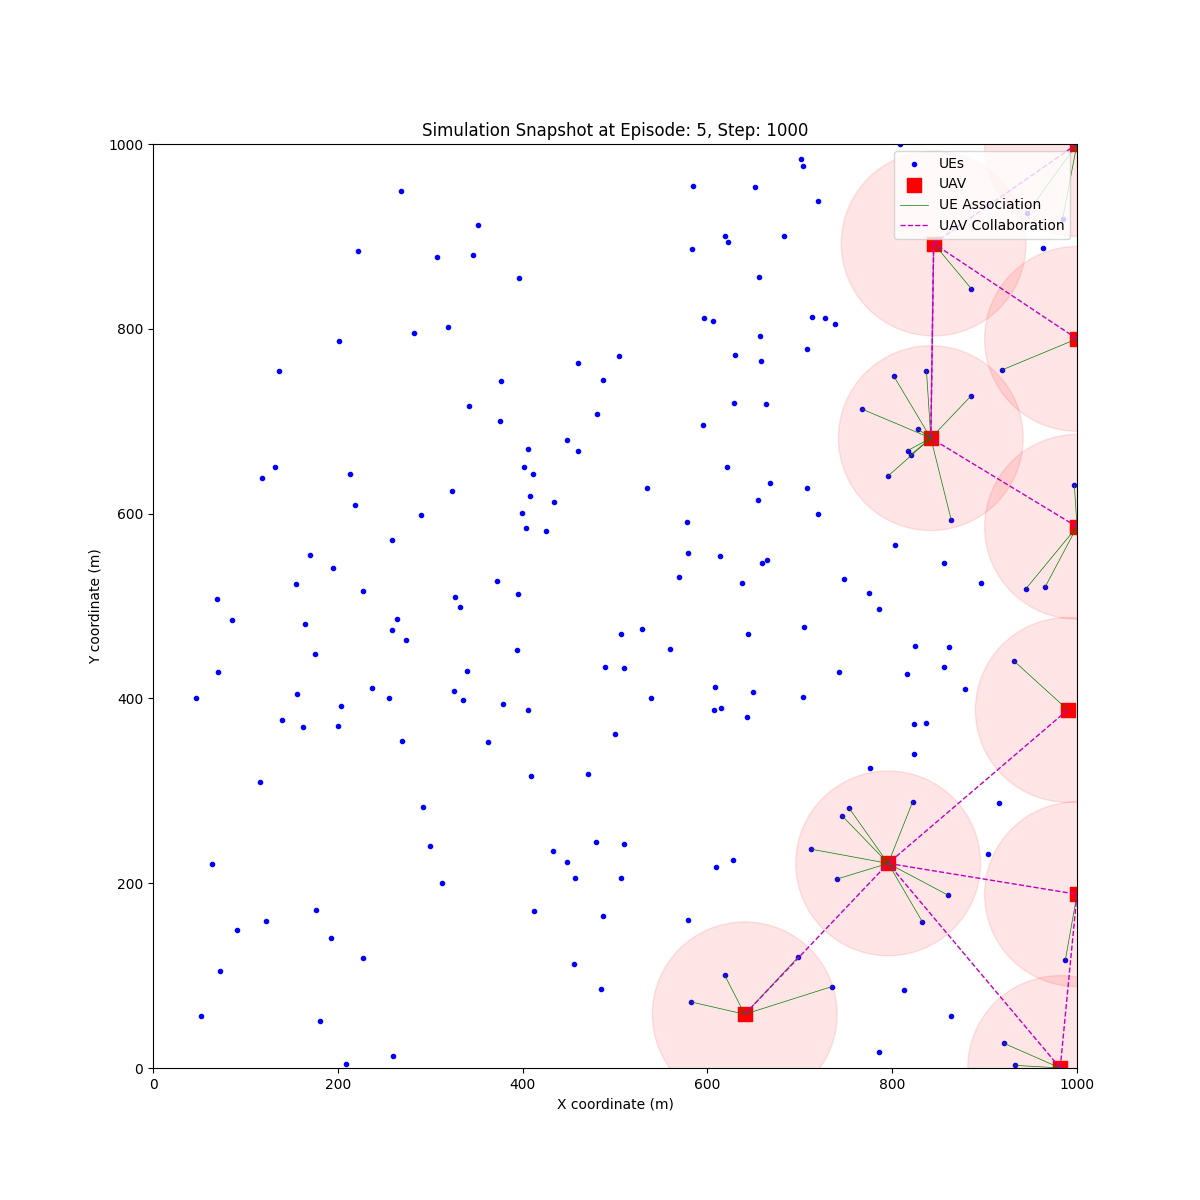 Simulation Snapshot at Episode: 5, Step: 1000
UEs
UAV
UE Association
UAV Collaboration
1000
800
600
400
200
0
Y coordinate (m)
0 200 400 600 800 1000
X coordinate (m)